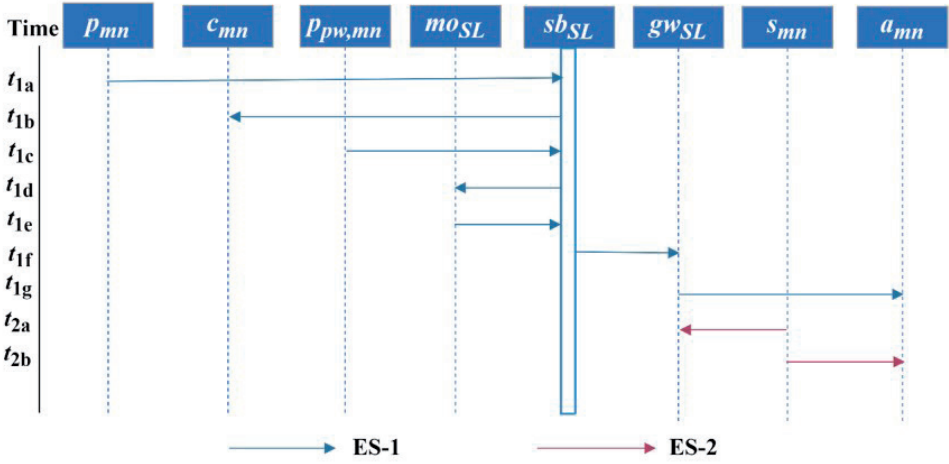 Time p_mn c_mn p_pw,mn mo_SL sb_SL gw_SL s_mn a_mn
t_1a
t_1b
t_1c
t_1d
t_1e
t_1f
t_1g
t_2a
t_2b
ES-1 ES-2